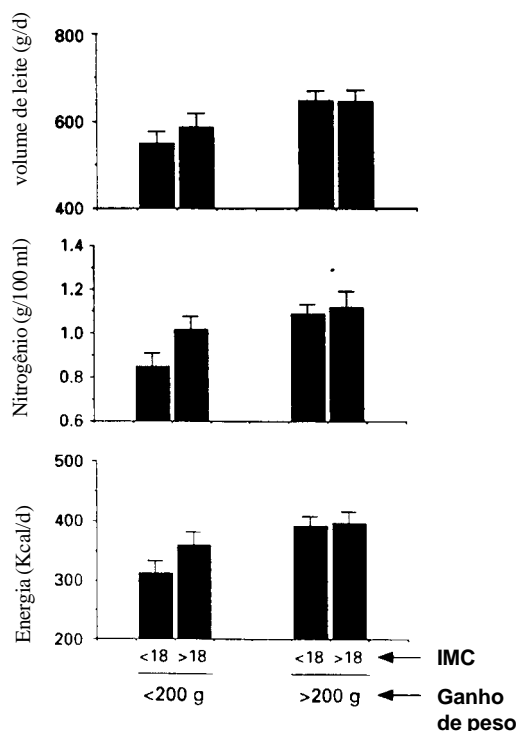 volume de leite (g/d)
800
600
400
Nitrogênio (g/100 ml)
1.4
1.2
1.0
0.8
0.6
Energia (Kcal/d)
500
400
300
200
<18 >18 <18 >18 IMC
<200 g >200 g Ganho
de peso